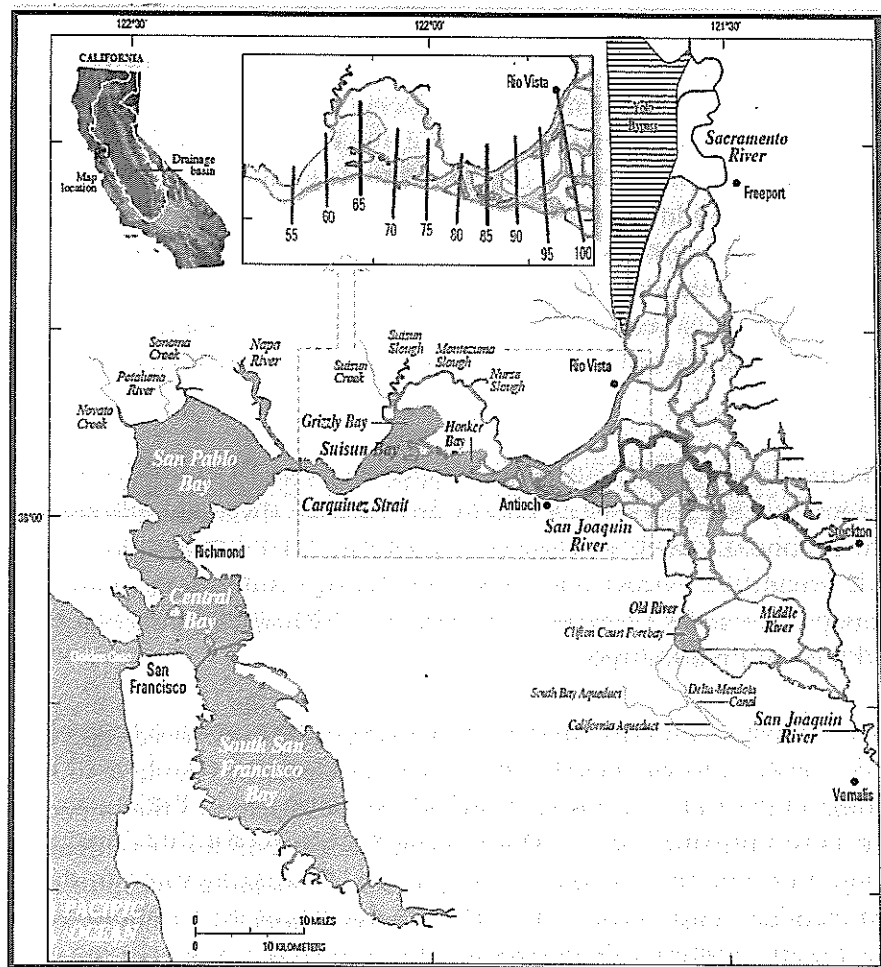 122°30'
122°00'
121°30'
CALIFORNIA
Map
location
Drainage
basin
Rio Vista
55
60
65
70
75
80
85
90
95
100
Yolo
Bypass
Sacramento
River
Freeport
Sonoma
Creek
Napa
River
Petaluma
River
Novato
Creek
Suisun
Creek
Suisun
Slough
Montezuma
Slough
Nurse
Slough
Rio Vista
Grizzly Bay
Honker
Bay
Suisun Bay
San Pablo
Bay
Carquinez Strait
Antioch
San Joaquin
River
Stockton
Richmond
Central
Bay
Old River
Middle
River
Clifton Court Forebay
San
Francisco
South Bay Aqueduct
Delta-Mendota
Canal
California Aqueduct
San Joaquin
River
South San
Francisco
Bay
Vernalis
PACIFIC
OCEAN
0 10 MILES
0 10 KILOMETERS